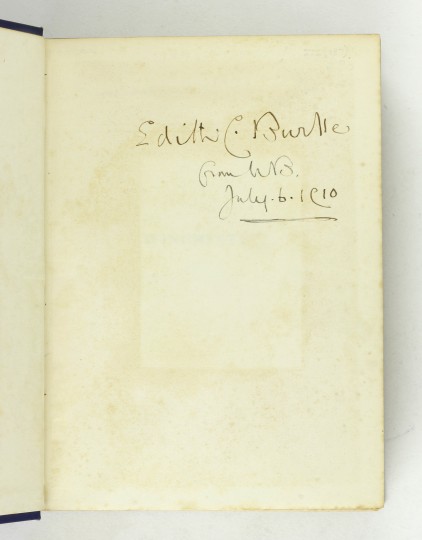 Edith C. Burke
from W.B.
July. 6. 1910